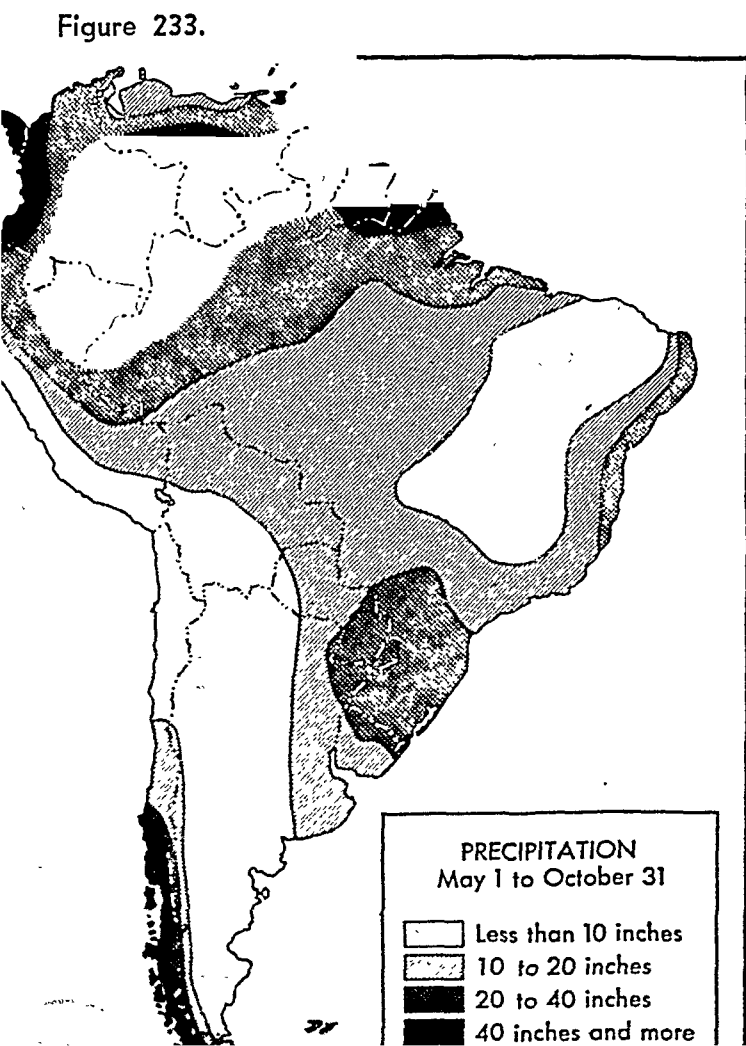 Figure 233.
PRECIPITATION
May 1 to October 31
Less than 10 inches
10 to 20 inches
20 to 40 inches
40 inches and more